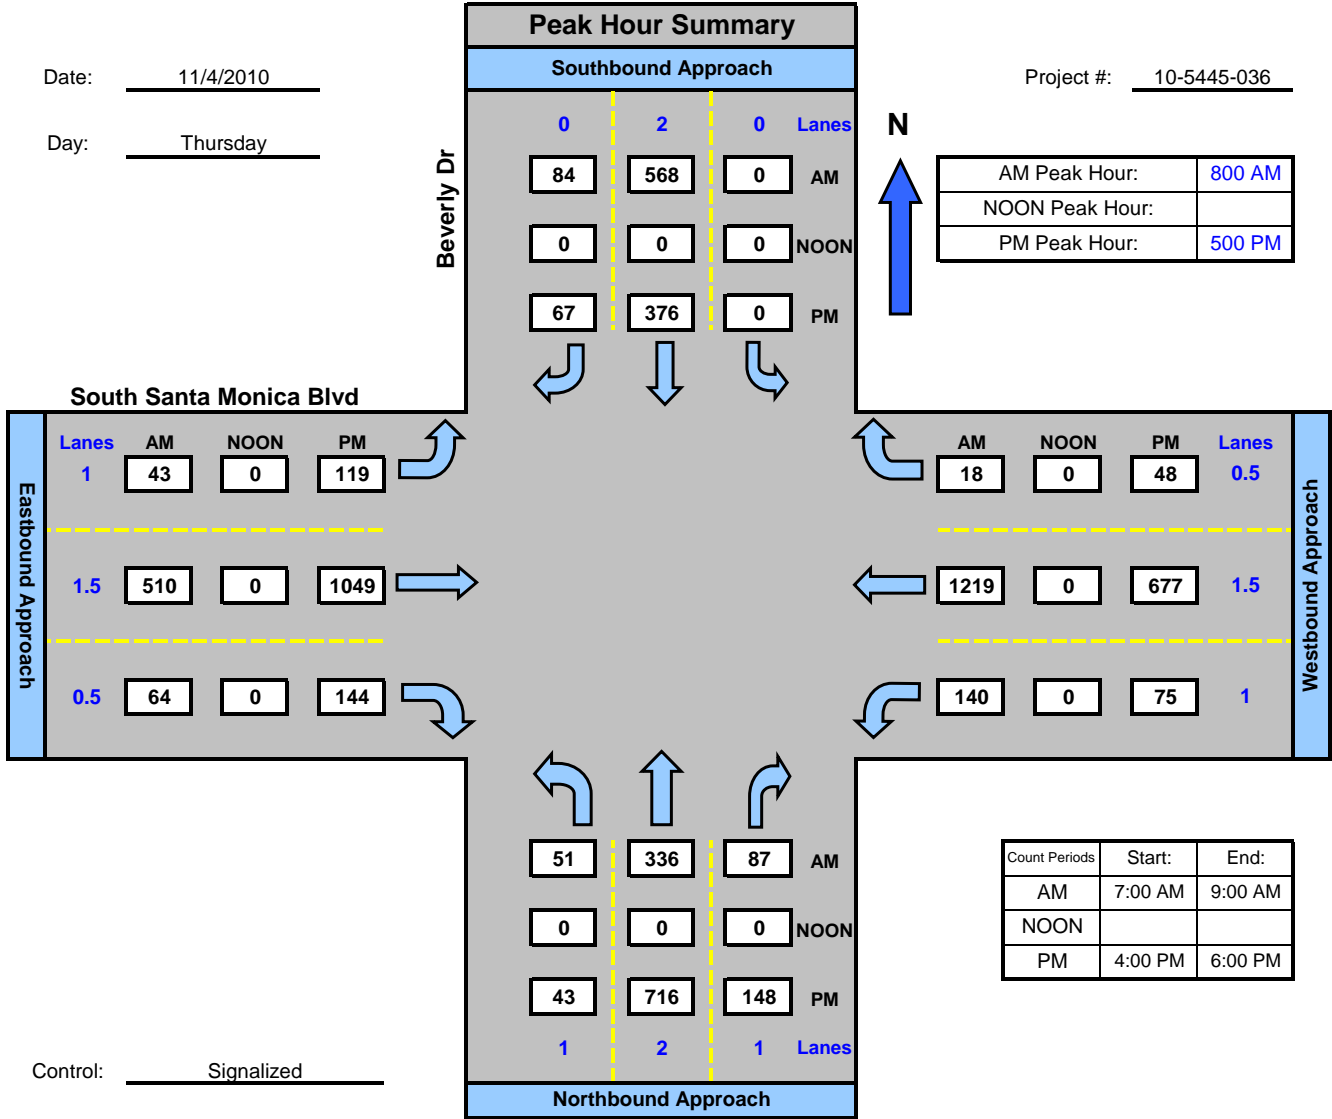 Peak Hour Summary
Southbound Approach
Date: 11/4/2010
Project #: 10-5445-036
Day: Thursday
Beverly Dr
0 2 0 Lanes
84 568 0 AM
0 0 0 NOON
67 376 0 PM
N
AM Peak Hour: 800 AM
NOON Peak Hour:
PM Peak Hour: 500 PM
South Santa Monica Blvd
Eastbound Approach
Lanes AM NOON PM
1 43 0 119
1.5 510 0 1049
0.5 64 0 144
AM NOON PM Lanes
18 0 48 0.5
1219 0 677 1.5
140 0 75 1
Westbound Approach
51 336 87 AM
0 0 0 NOON
43 716 148 PM
1 2 1 Lanes
Northbound Approach
Count Periods Start: End:
AM 7:00 AM 9:00 AM
NOON
PM 4:00 PM 6:00 PM
Control: Signalized